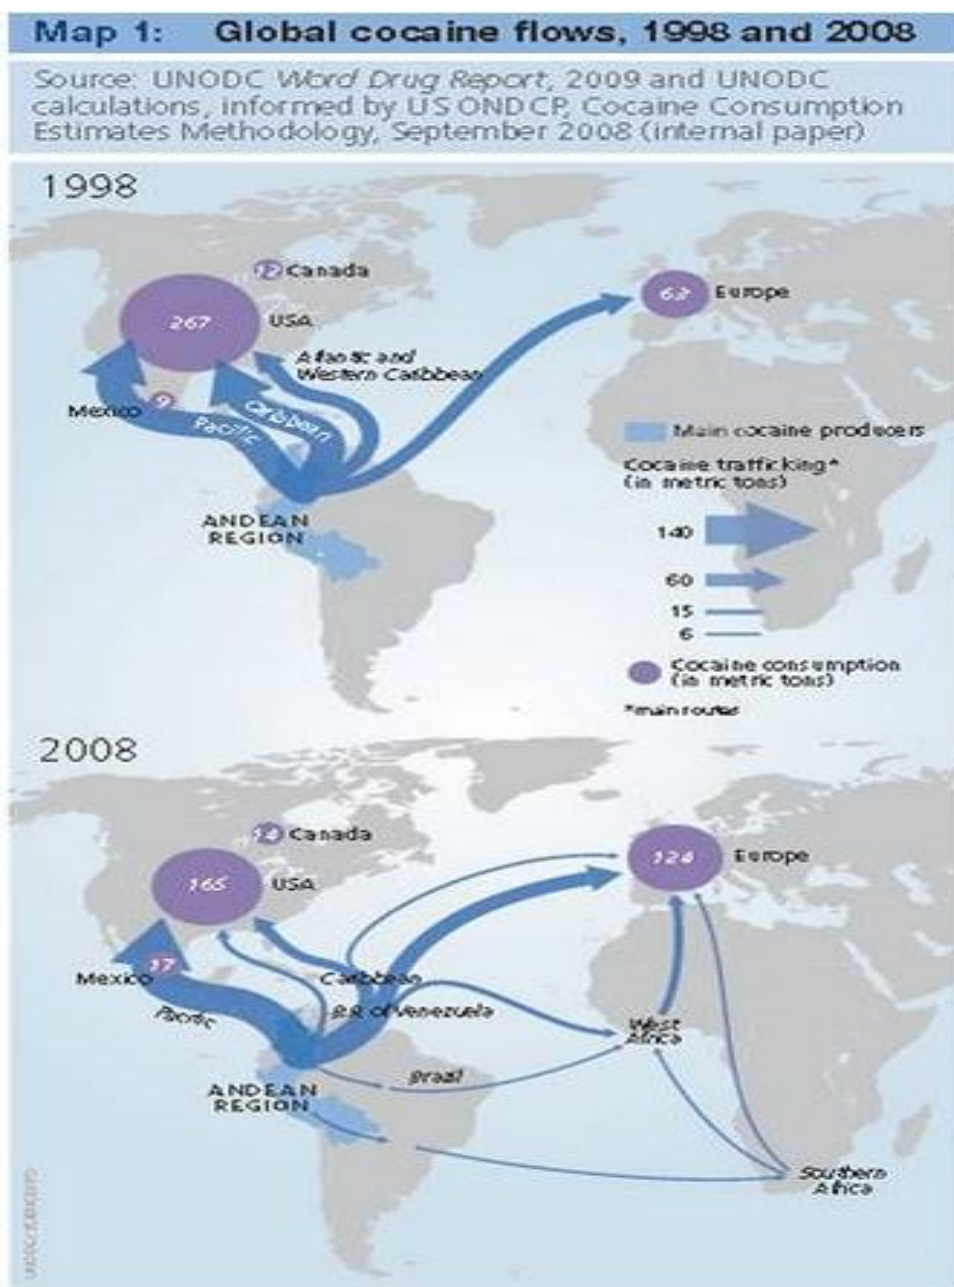 Map 1: Global cocaine flows, 1998 and 2008
Source: UNODC Word Drug Report, 2009 and UNODC
calculations, informed by US ONDCP, Cocaine Consumption
Estimates Methodology, September 2008 (internal paper)
1998
12 Canada
267 USA
63 Europe
Atlantic and
Western Caribbean
Mexico 9
Pacific
Caribbean
Main cocaine producers
Cocaine trafficking*
(in metric tons)
ANDEAN
REGION
140
60
15
6
Cocaine consumption
(in metric tons)
*main routes
2008
14 Canada
165 USA
124 Europe
Mexico 17
Caribbean
Pacific
B.R. of Venezuela
West
Africa
Brazil
ANDEAN
REGION
Southern
Africa